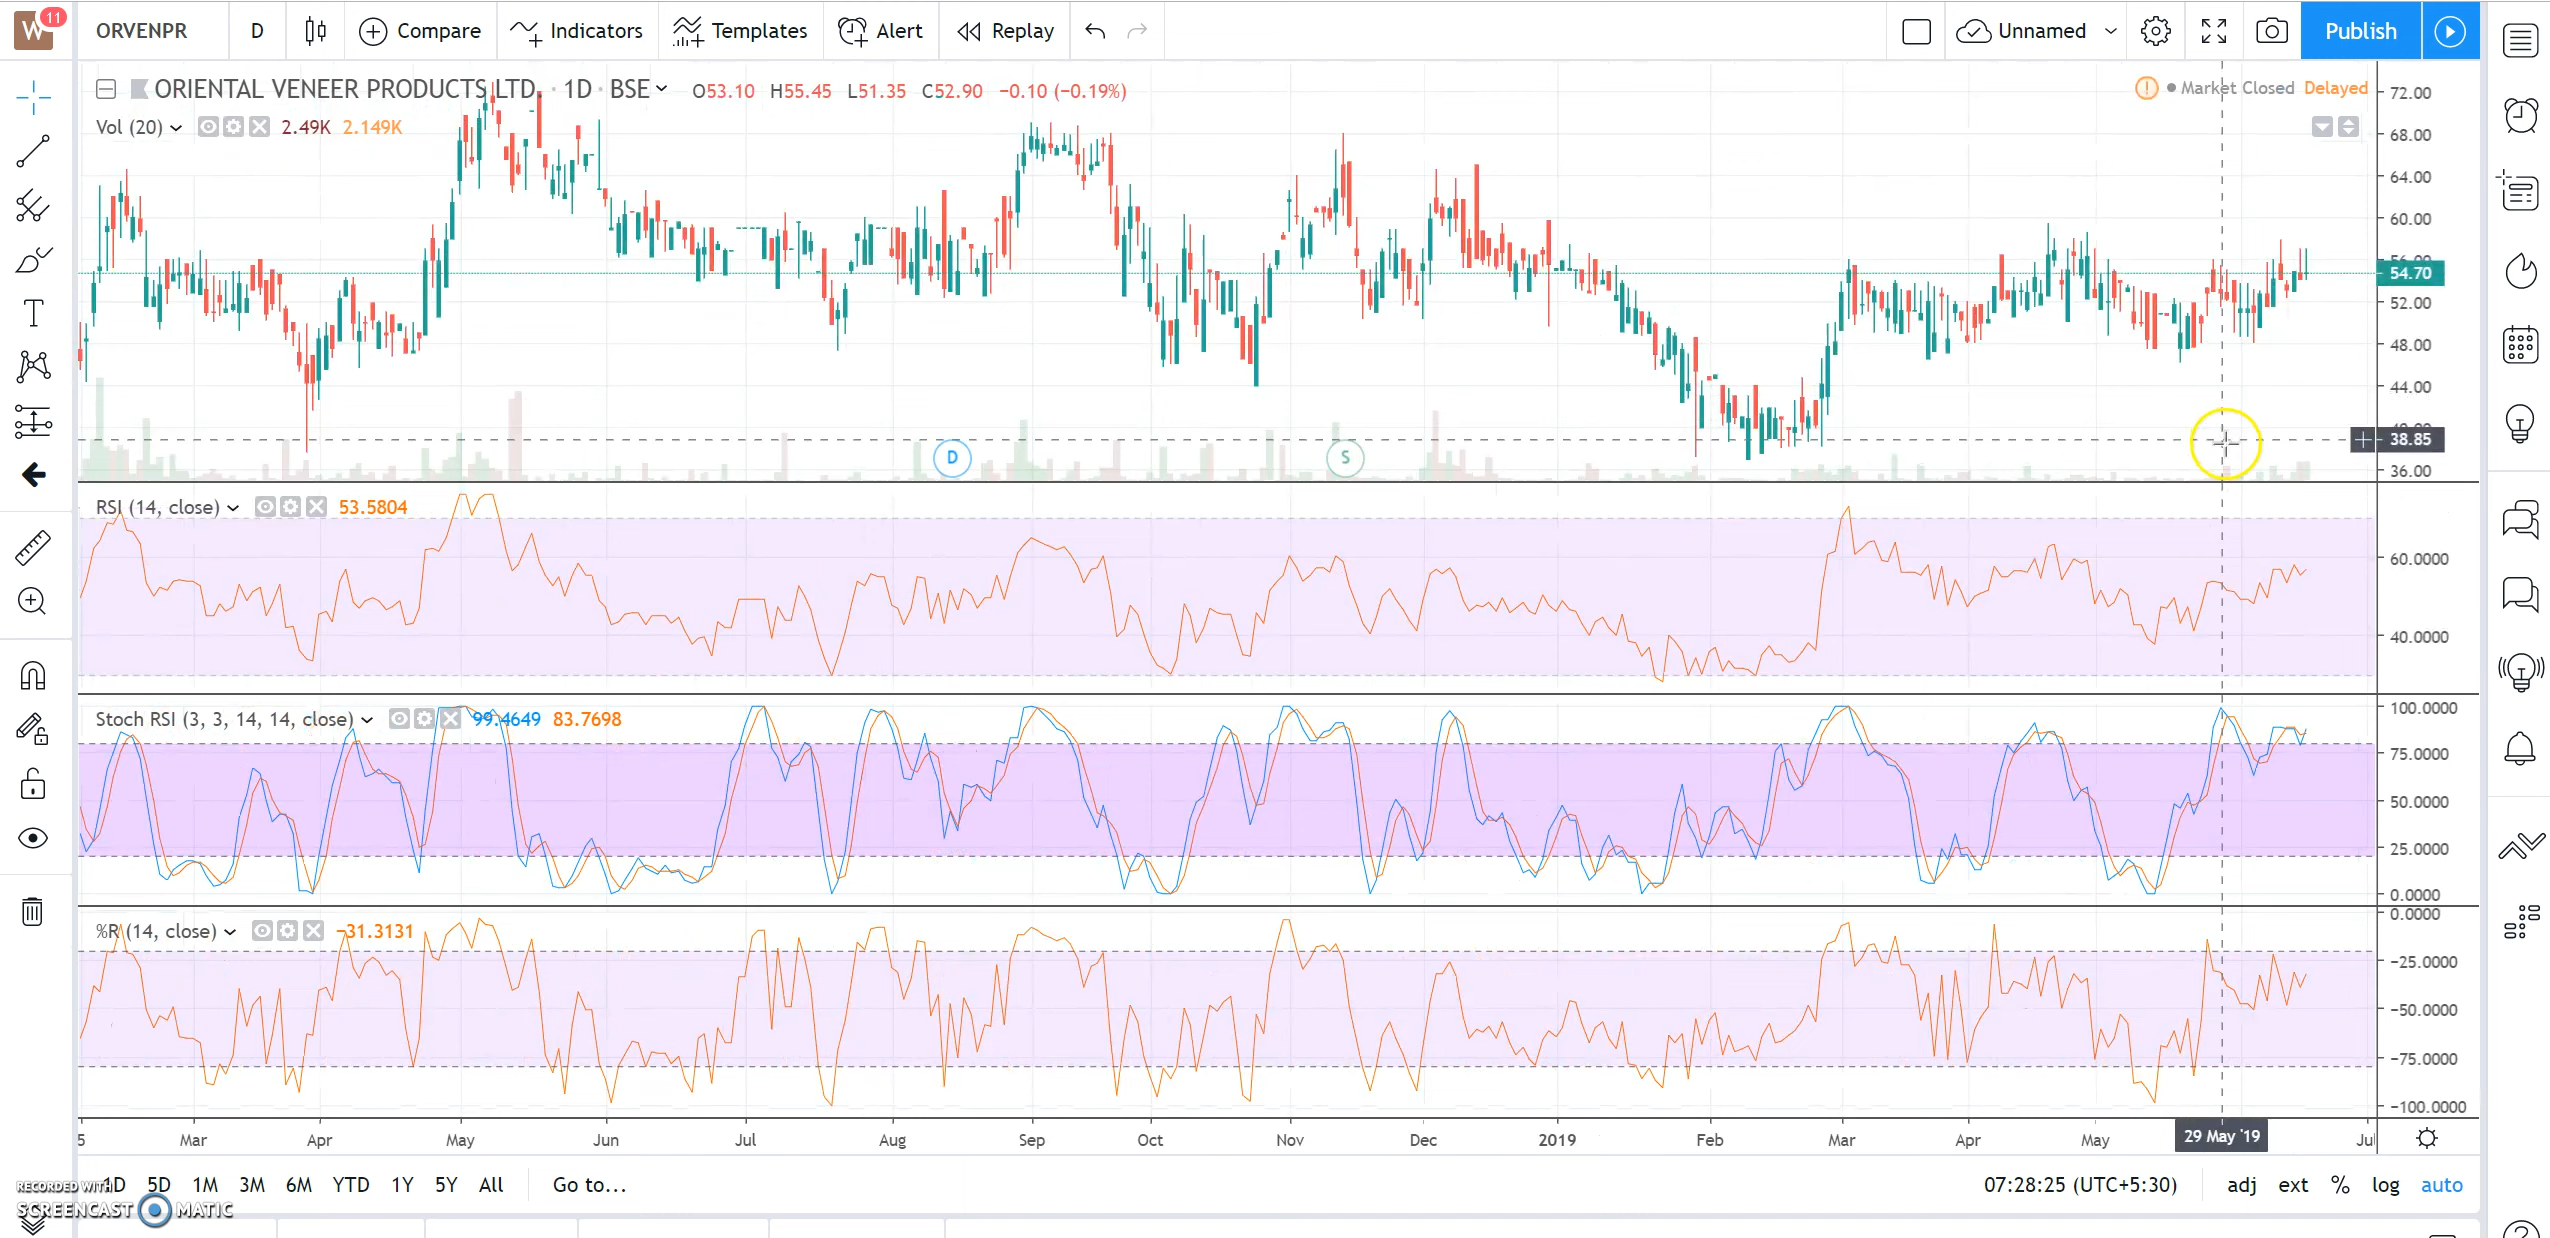 W 11 ORVENPR D Compare Indicators Templates Alert Replay Unnamed Publish
ORIENTAL VENEER PRODUCTS LTD. · 1D · BSE O53.10 H55.45 L51.35 C52.90 −0.10 (−0.19%) Market Closed Delayed
Vol (20) 2.49K 2.149K
72.00
68.00
64.00
60.00
56.00
54.70
52.00
48.00
44.00
38.85
36.00
D
S
RSI (14, close) 53.5804
60.0000
40.0000
Stoch RSI (3, 3, 14, 14, close) 99.4649 83.7698
100.0000
75.0000
50.0000
25.0000
0.0000
%R (14, close) −31.3131
0.0000
−25.0000
−50.0000
−75.0000
−100.0000
5 Mar Apr May Jun Jul Aug Sep Oct Nov Dec 2019 Feb Mar Apr May 29 May '19 Jul
1D 5D 1M 3M 6M YTD 1Y 5Y All Go to... 07:28:25 (UTC+5:30) adj ext % log auto
RECORDED WITH
SCREENCAST MATIC